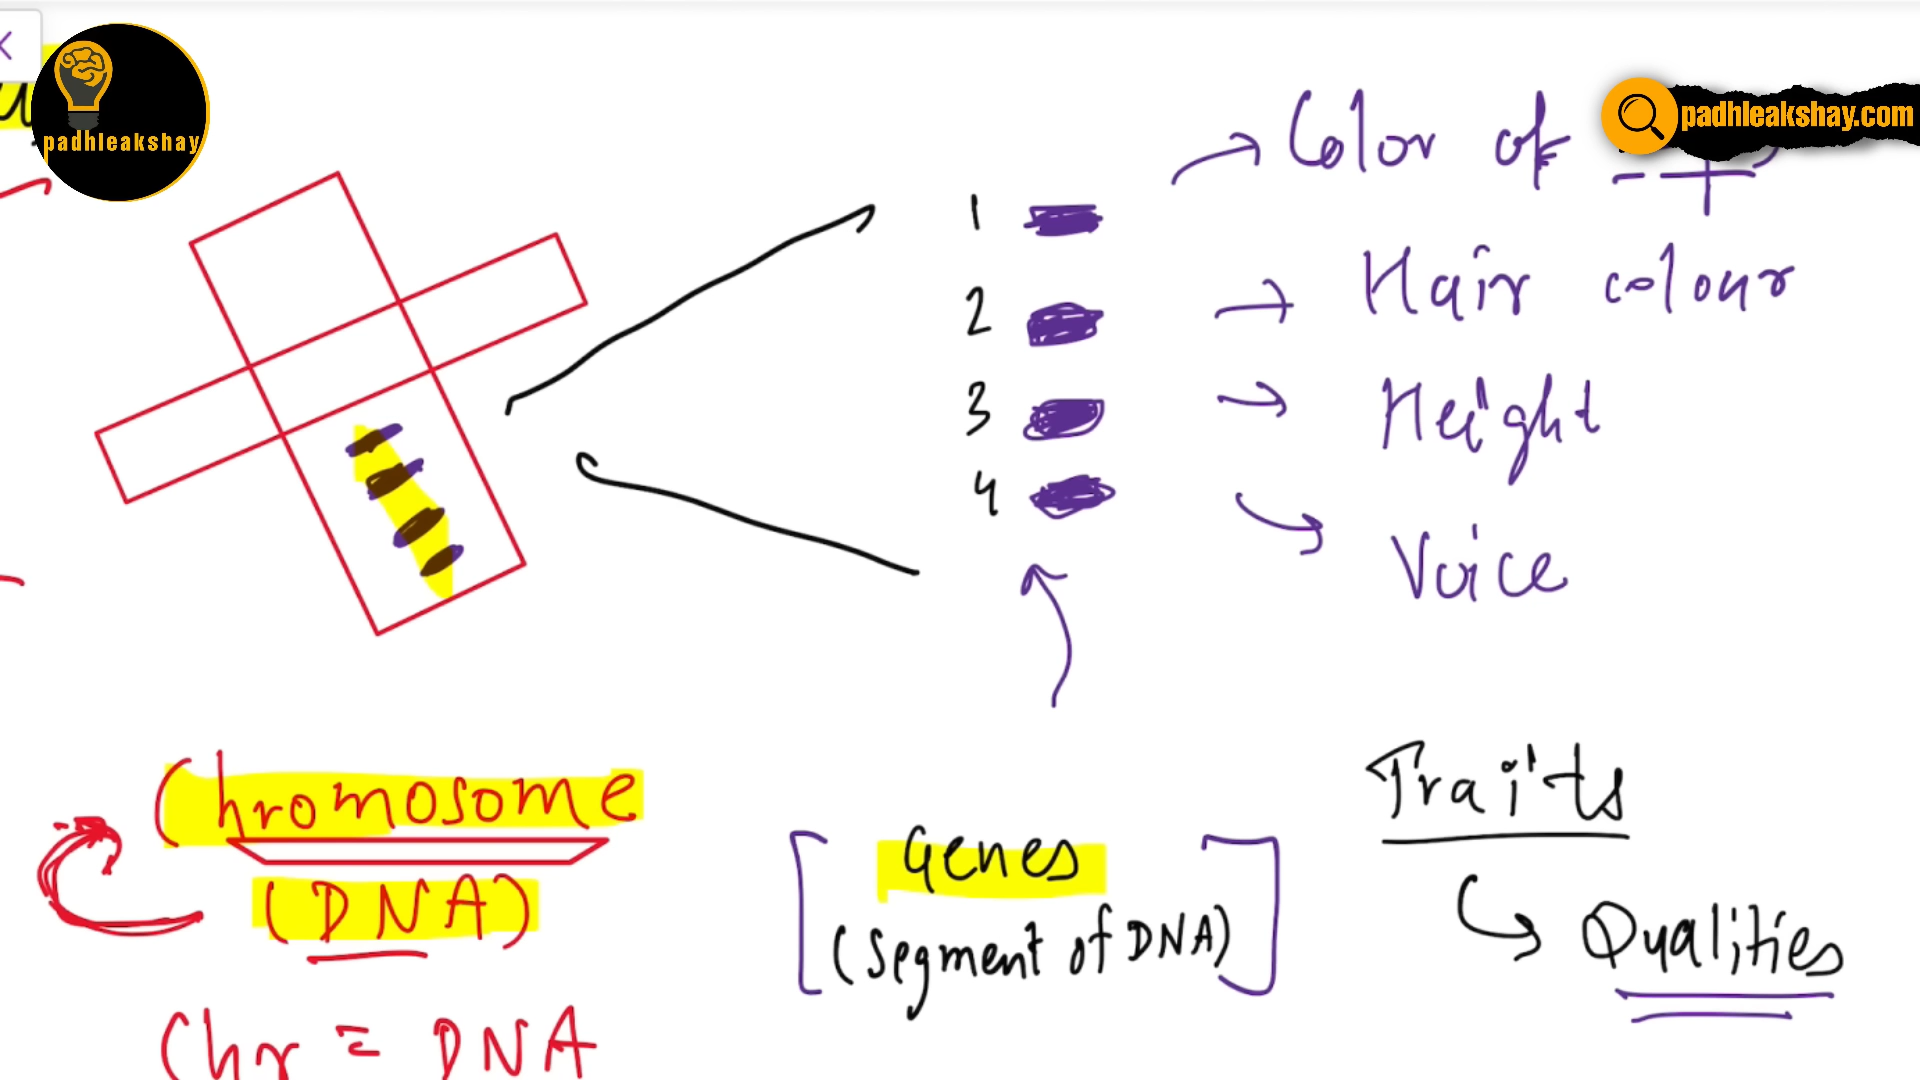 padhleakshay
padhleakshay.com
1 → Color of
2 → Hair colour
3 → Height
4 → Voice
Chromosome
(DNA)
Chr = DNA
Genes
(Segment of DNA)
Traits
Qualities